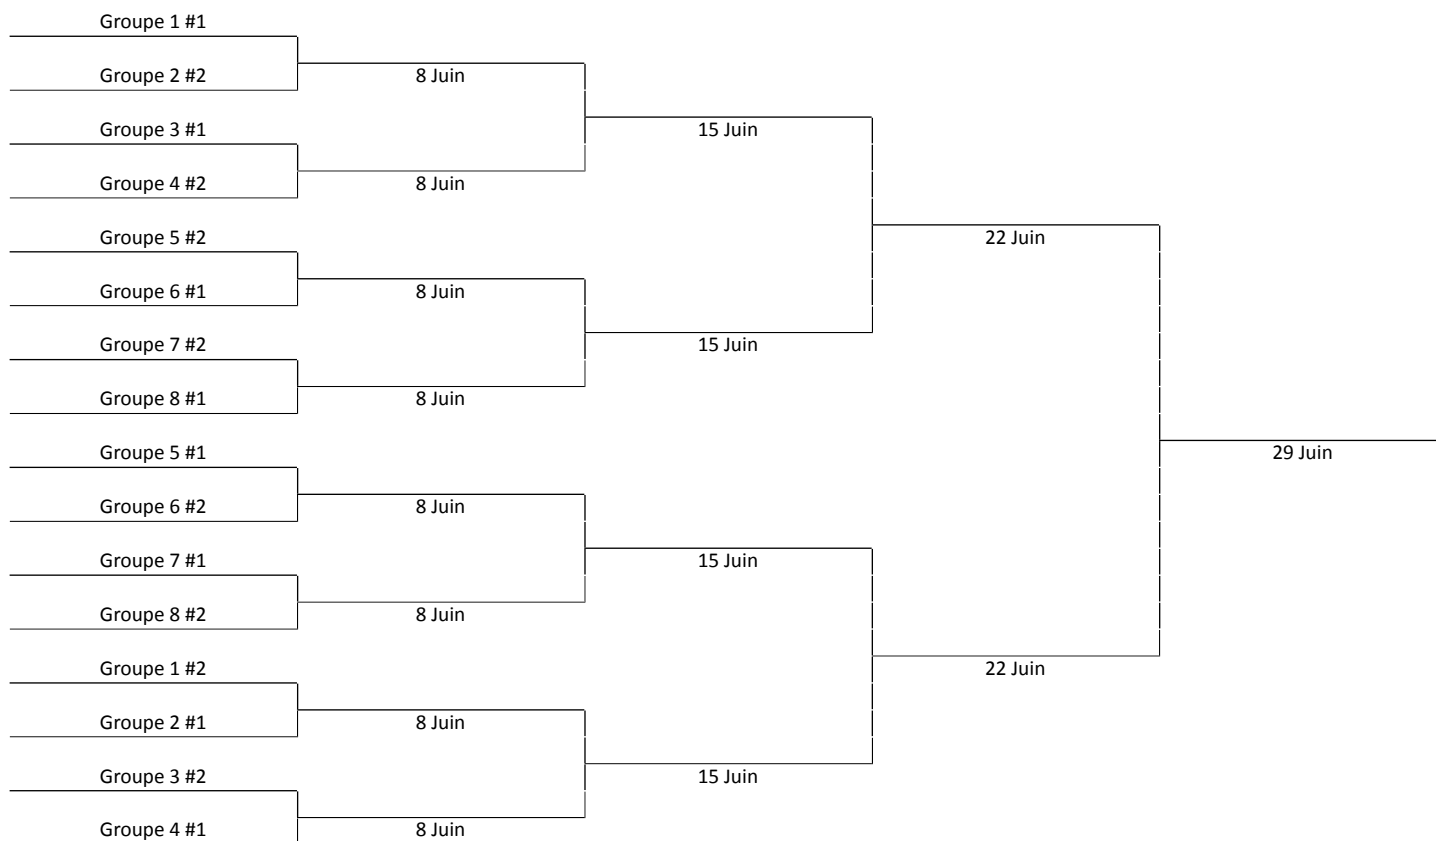 Groupe 1 #1
Groupe 2 #2
8 Juin
Groupe 3 #1
15 Juin
Groupe 4 #2
8 Juin
Groupe 5 #2
22 Juin
Groupe 6 #1
8 Juin
Groupe 7 #2
15 Juin
Groupe 8 #1
8 Juin
Groupe 5 #1
29 Juin
Groupe 6 #2
8 Juin
Groupe 7 #1
15 Juin
Groupe 8 #2
8 Juin
Groupe 1 #2
22 Juin
Groupe 2 #1
8 Juin
Groupe 3 #2
15 Juin
Groupe 4 #1
8 Juin